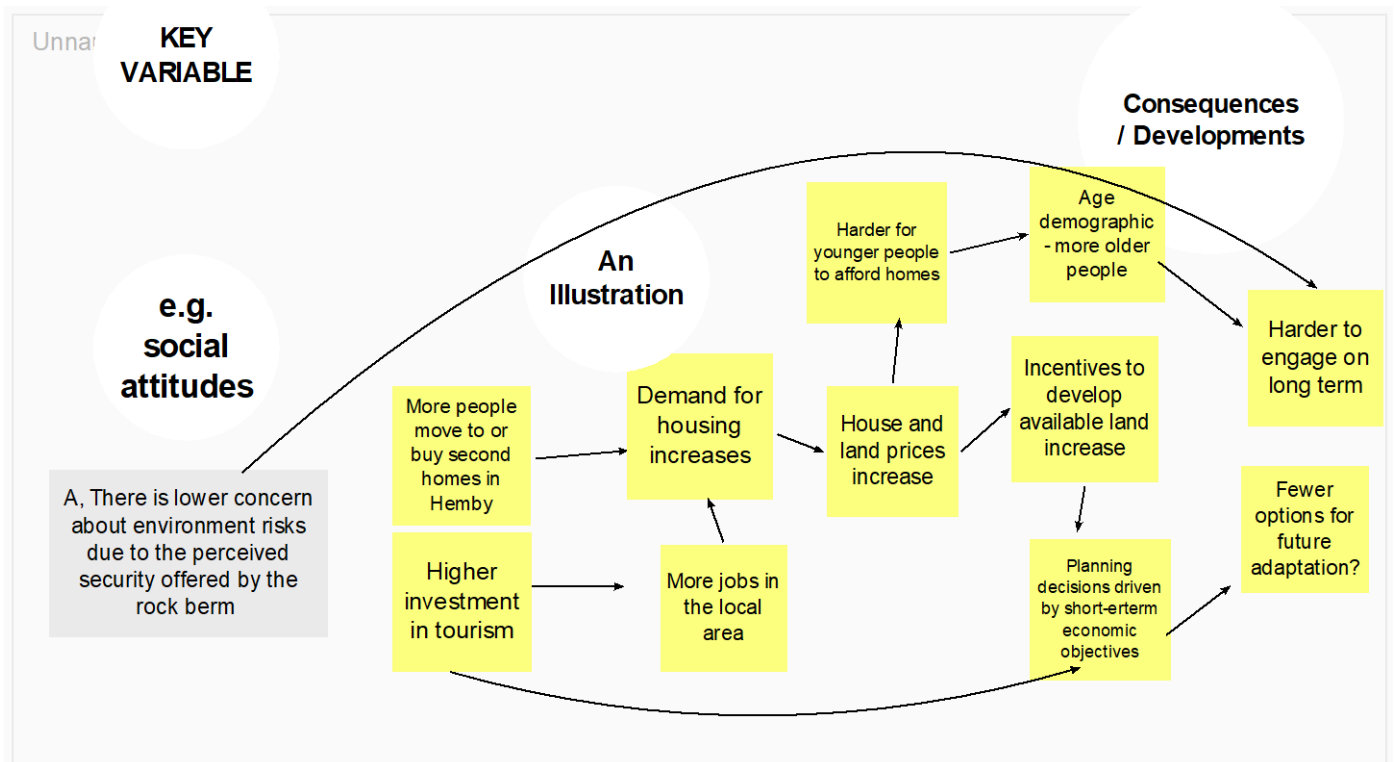 Unna
KEY
VARIABLE
Consequences
/ Developments
An
Illustration
e.g.
social
attitudes
A, There is lower concern
about environment risks
due to the perceived
security offered by the
rock berm
More people
move to or
buy second
homes in
Hemby
Higher
investment
in tourism
Demand for
housing
increases
More jobs in
the local
area
House and
land prices
increase
Harder for
younger people
to afford homes
Age
demographic
- more older
people
Incentives to
develop
available land
increase
Planning
decisions driven
by short-erterm
economic
objectives
Harder to
engage on
long term
Fewer
options for
future
adaptation?